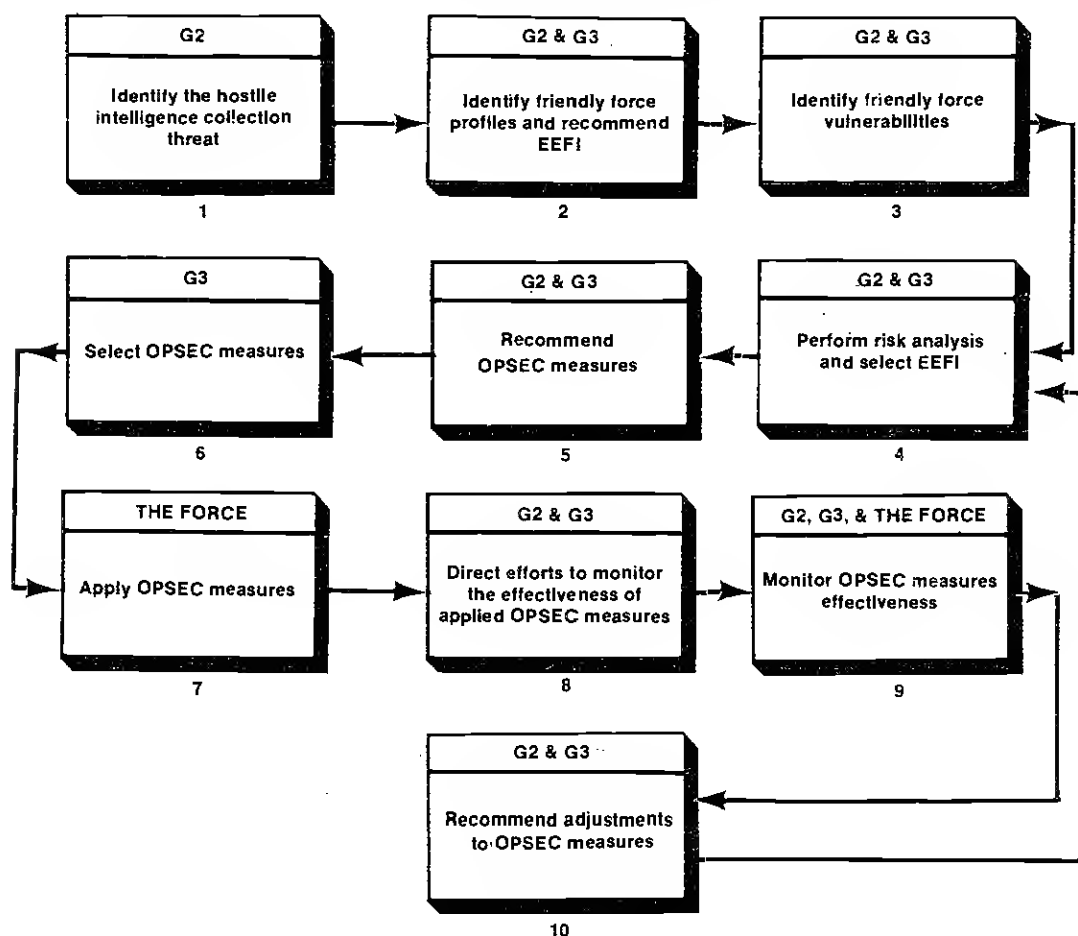 G2
Identify the hostile
intelligence collection
threat
1
G2 & G3
Identify friendly force
profiles and recommend
EEFI
2
G2 & G3
Identify friendly force
vulnerabilities
3
G2 & G3
Perform risk analysis
and select EEFI
4
G2 & G3
Recommend
OPSEC measures
5
G3
Select OPSEC measures
6
THE FORCE
Apply OPSEC measures
7
G2 & G3
Direct efforts to monitor
the effectiveness of
applied OPSEC measures
8
G2, G3, & THE FORCE
Monitor OPSEC measures
effectiveness
9
G2 & G3
Recommend adjustments
to OPSEC measures
10